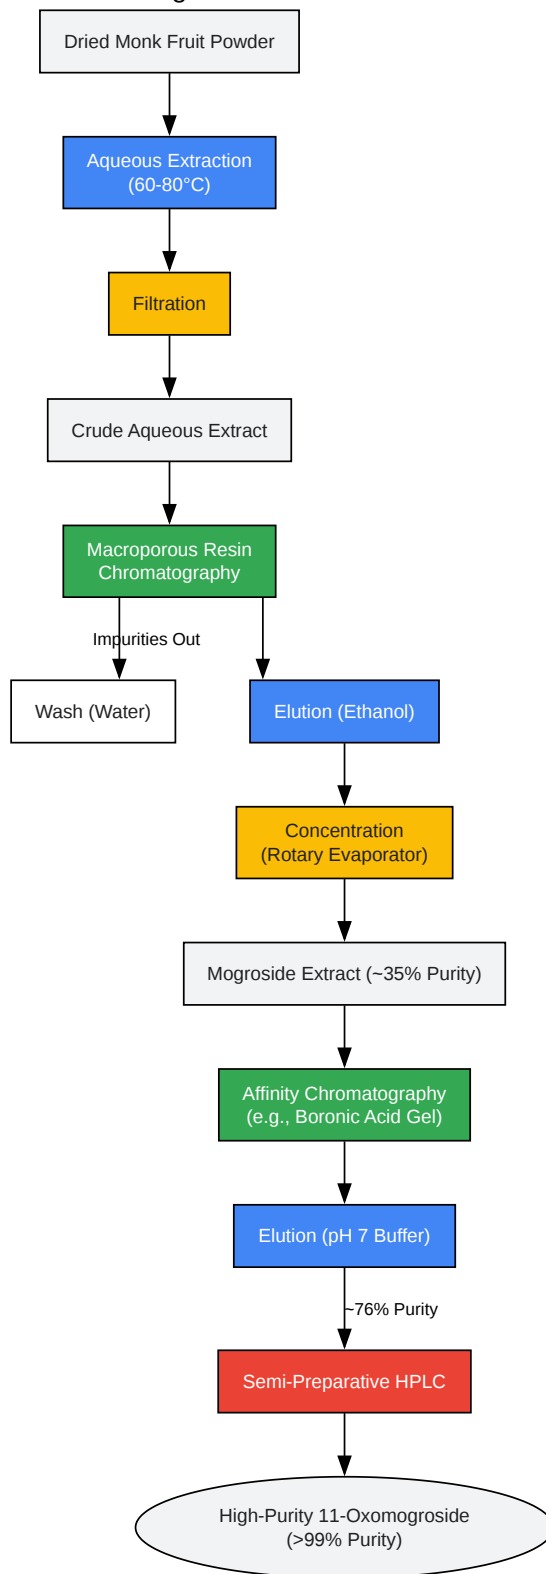 Dried Monk Fruit Powder
Aqueous Extraction
(60-80°C)
Filtration
Crude Aqueous Extract
Macroporous Resin
Chromatography
Impurities Out
Wash (Water)
Elution (Ethanol)
Concentration
(Rotary Evaporator)
Mogroside Extract (~35% Purity)
Affinity Chromatography
(e.g., Boronic Acid Gel)
Elution (pH 7 Buffer)
~76% Purity
Semi-Preparative HPLC
High-Purity 11-Oxomogroside
(>99% Purity)